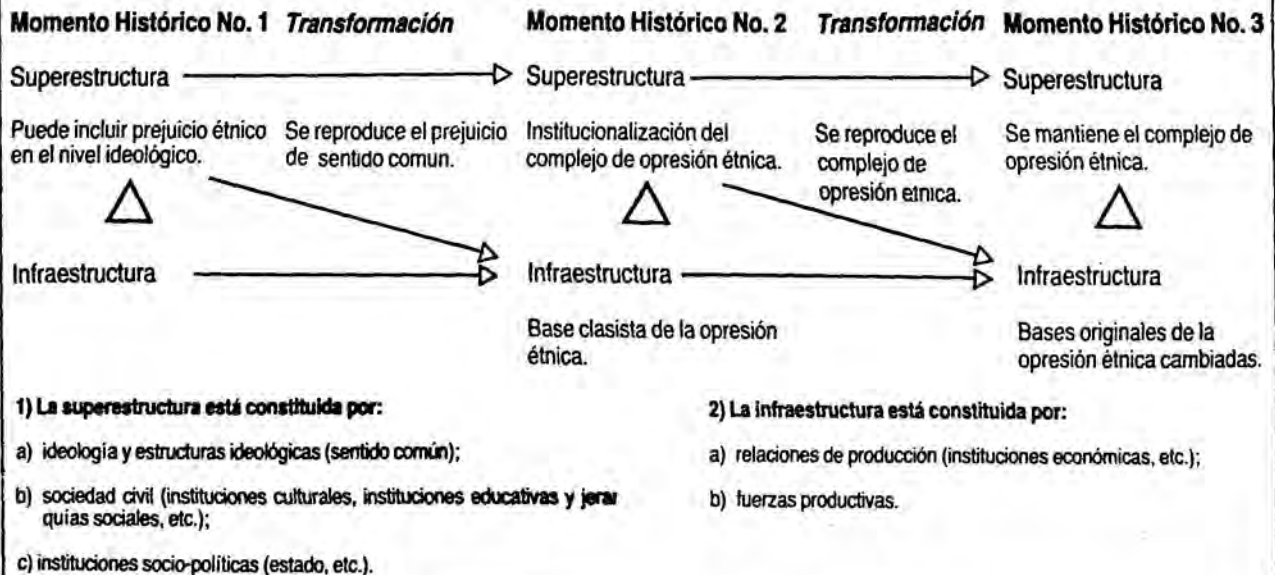 Momento Histórico No. 1 Transformación Momento Histórico No. 2 Transformación Momento Histórico No. 3
Superestructura Superestructura Superestructura
Puede incluir prejuicio étnico
en el nivel ideológico.
Se reproduce el prejuicio
de sentido comun.
Institucionalización del
complejo de opresión étnica.
Se reproduce el
complejo de
opresión etnica.
Se mantiene el complejo de
opresión étnica.
Infraestructura Infraestructura Infraestructura
Base clasista de la opresión
étnica.
Bases originales de la
opresión étnica cambiadas.
1) La superestructura está constituida por:
a) ideología y estructuras ideológicas (sentido común);
b) sociedad civil (instituciones culturales, instituciones educativas y jerar
quias sociales, etc.);
c) instituciones socio-políticas (estado, etc.).
2) La infraestructura está constituida por:
a) relaciones de producción (instituciones económicas, etc.);
b) fuerzas productivas.